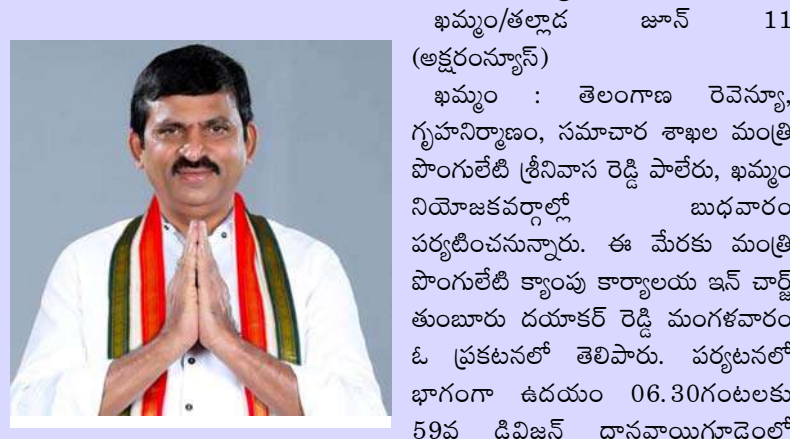 ఖమ్మం/తల్లాడ జూన్ 11
(అక్షరంన్యూస్)
ఖమ్మం : తెలంగాణ రెవెన్యూ,
గృహనిర్మాణం, సమాచార శాఖల మంత్రి
పొంగులేటి శ్రీనివాస రెడ్డి పాలేరు, ఖమ్మం
నియోజకవర్గాల్లో బుధవారం
పర్యటించనున్నారు. ఈ మేరకు మంత్రి
పొంగులేటి క్యాంపు కార్యాలయ ఇన్ చార్జ్
తుంబూరు దయాకర్ రెడ్డి మంగళవారం
ఓ ప్రకటనలో తెలిపారు. పర్యటనలో
భాగంగా ఉదయం 06.30గంటలకు
59వ డివిజన్ దానవాయిగూడెంలో